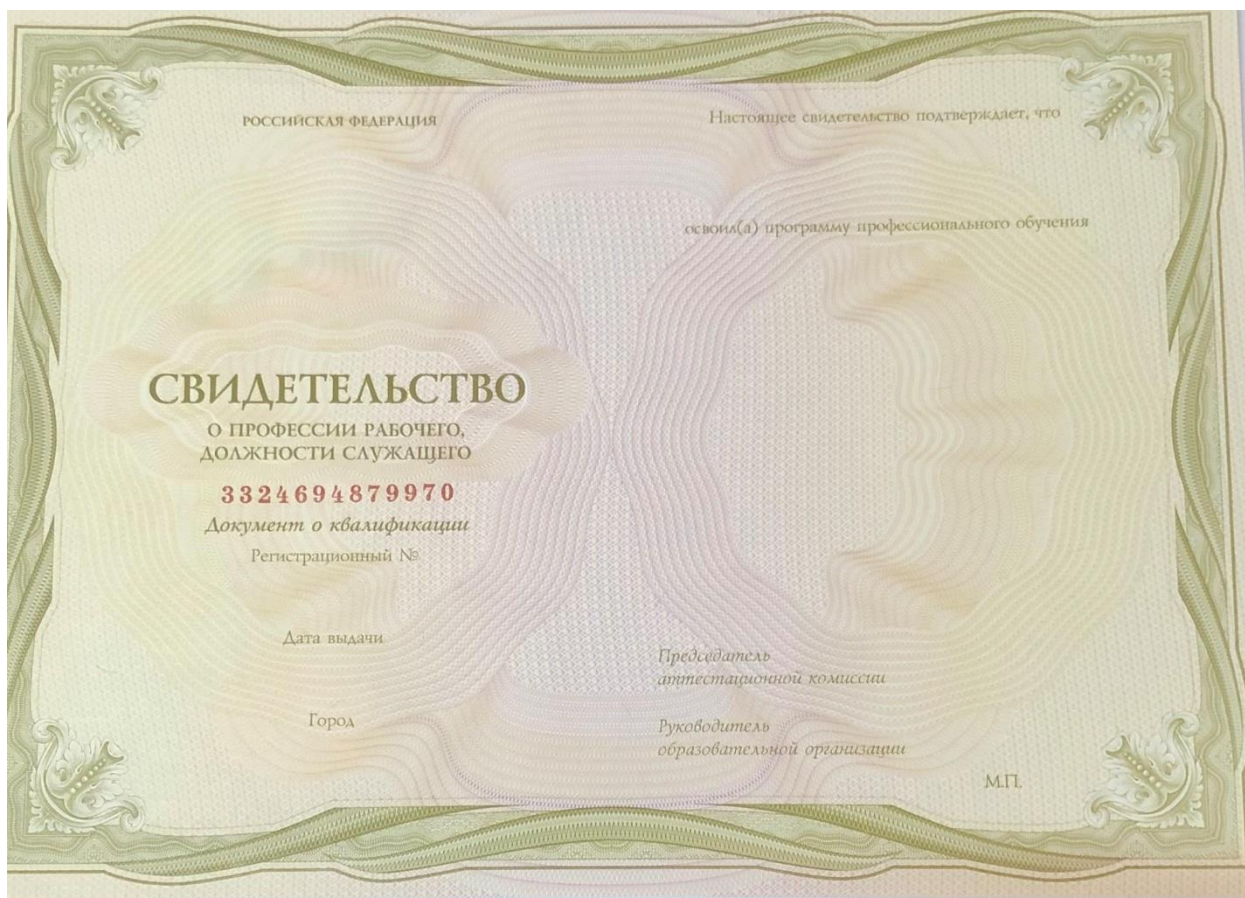 РОССИЙСКАЯ ФЕДЕРАЦИЯ
СВИДЕТЕЛЬСТВО
О ПРОФЕССИИ РАБОЧЕГО,
ДОЛЖНОСТИ СЛУЖАЩЕГО
3324694879970
Документ о квалификации
Регистрационный №
Дата выдачи
Город
Настоящее свидетельство подтверждает, что
освоил(а) программу профессионального обучения
Председатель
аттестационной комиссии
Руководитель
образовательной организации
М.П.